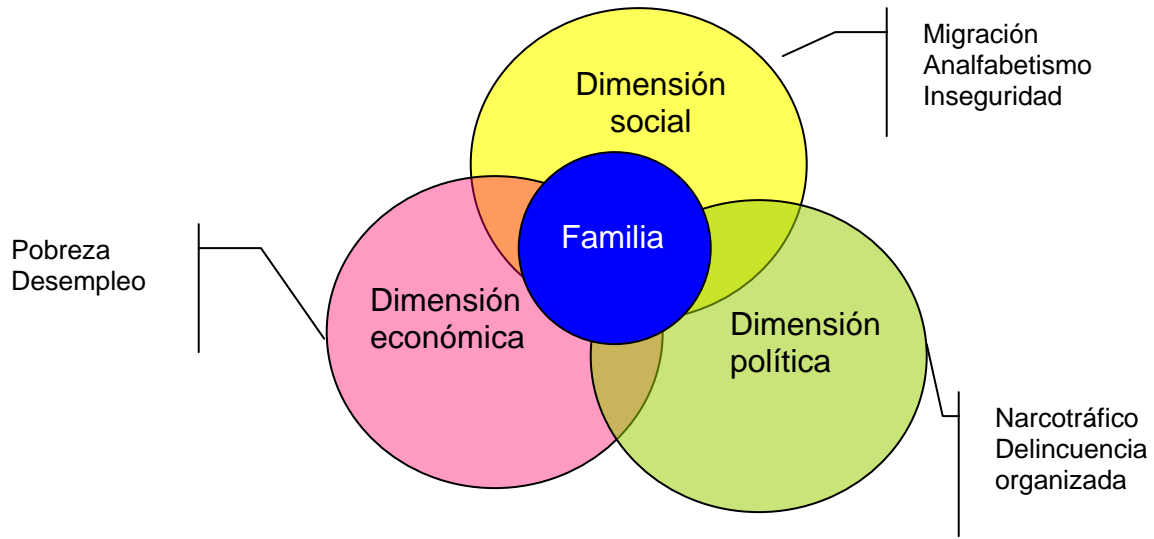 Migración
Analfabetismo
Inseguridad
Dimensión
social
Familia
Pobreza
Desempleo
Dimensión
económica
Dimensión
política
Narcotráfico
Delincuencia
organizada